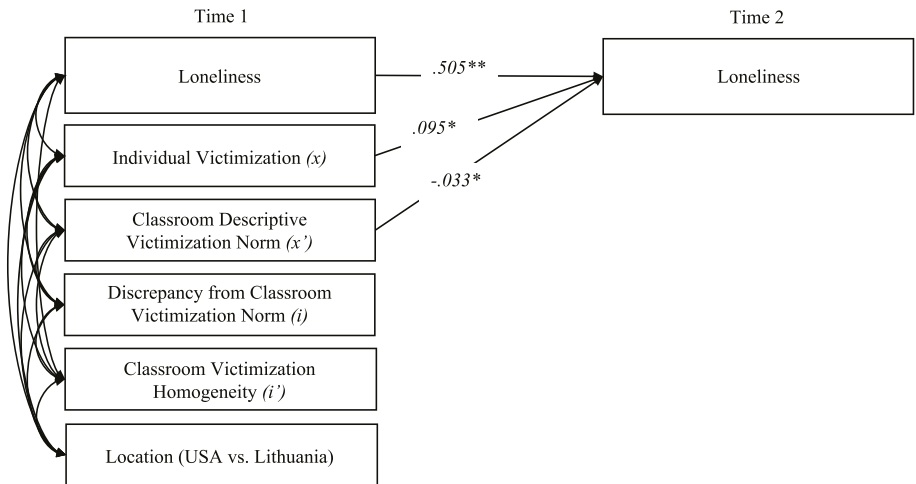 Time 1
Time 2
Loneliness
.505**
Loneliness
.095*
Individual Victimization (x)
-.033*
Classroom Descriptive
Victimization Norm (x’)
Discrepancy from Classroom
Victimization Norm (i)
Classroom Victimization
Homogeneity (i’)
Location (USA vs. Lithuania)